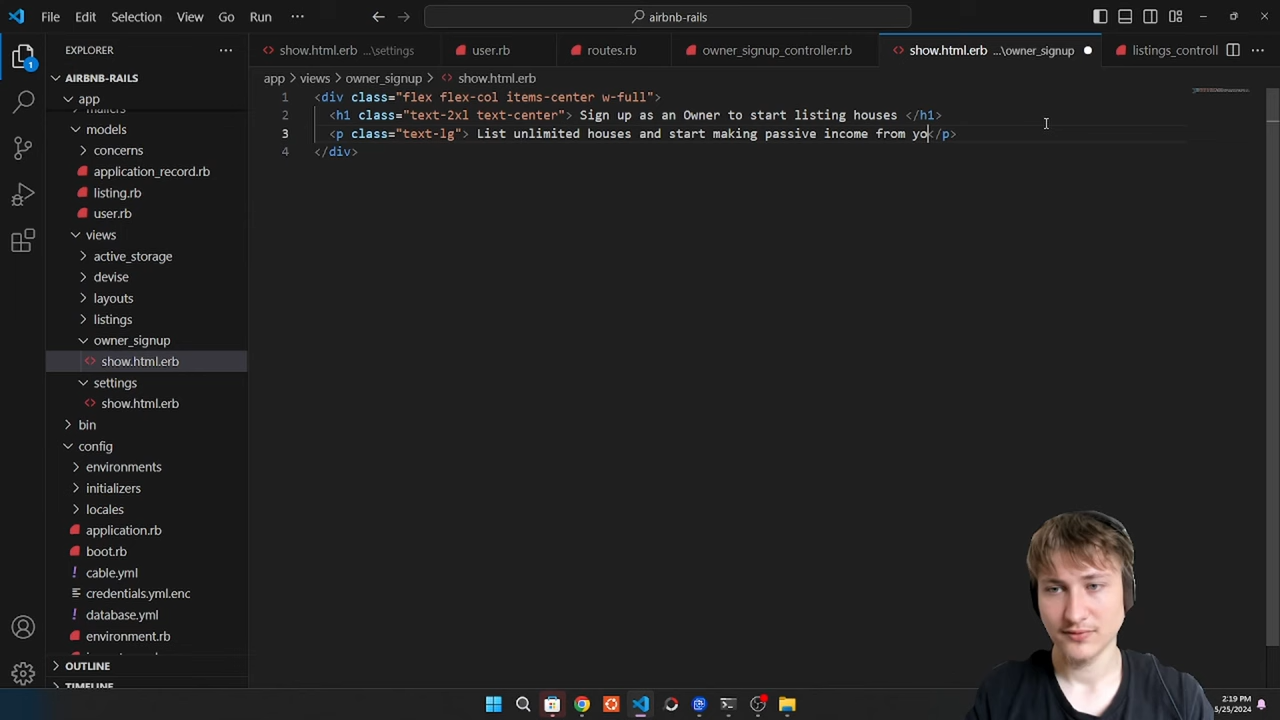 File Edit Selection View Go Run ··· airbnb-rails
EXPLORER ···
show.html.erb ...\settings user.rb routes.rb owner_signup_controller.rb show.html.erb ...\owner_signup listings_controll ···
AIRBNB-RAILS
app > views > owner_signup > show.html.erb
app
models
concerns
application_record.rb
listing.rb
user.rb
views
active_storage
devise
layouts
listings
owner_signup
show.html.erb
settings
show.html.erb
bin
config
environments
initializers
locales
application.rb
boot.rb
! cable.yml
credentials.yml.enc
! database.yml
environment.rb
OUTLINE
TIMELINE
1 <div class="flex flex-col items-center w-full">
2 <h1 class="text-2xl text-center"> Sign up as an Owner to start listing houses </h1>
3 <p class="text-lg"> List unlimited houses and start making passive income from yo</p>
4 </div>
1
2:19 PM
5/25/2024